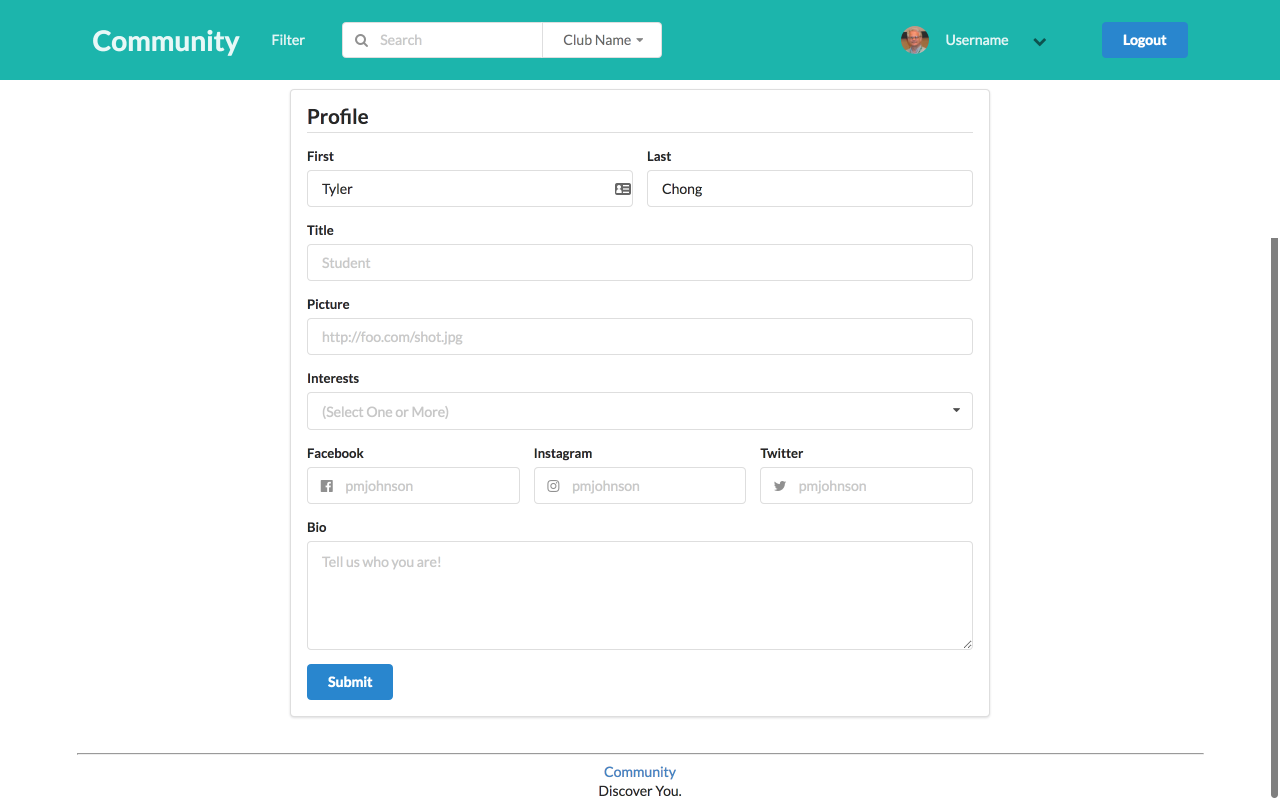 Community Filter Search Club Name Username Logout
Profile
First Last
Tyler Chong
Title
Student
Picture
http://foo.com/shot.jpg
Interests
(Select One or More)
Facebook Instagram Twitter
pmjohnson pmjohnson pmjohnson
Bio
Tell us who you are!
Submit
Community
Discover You.